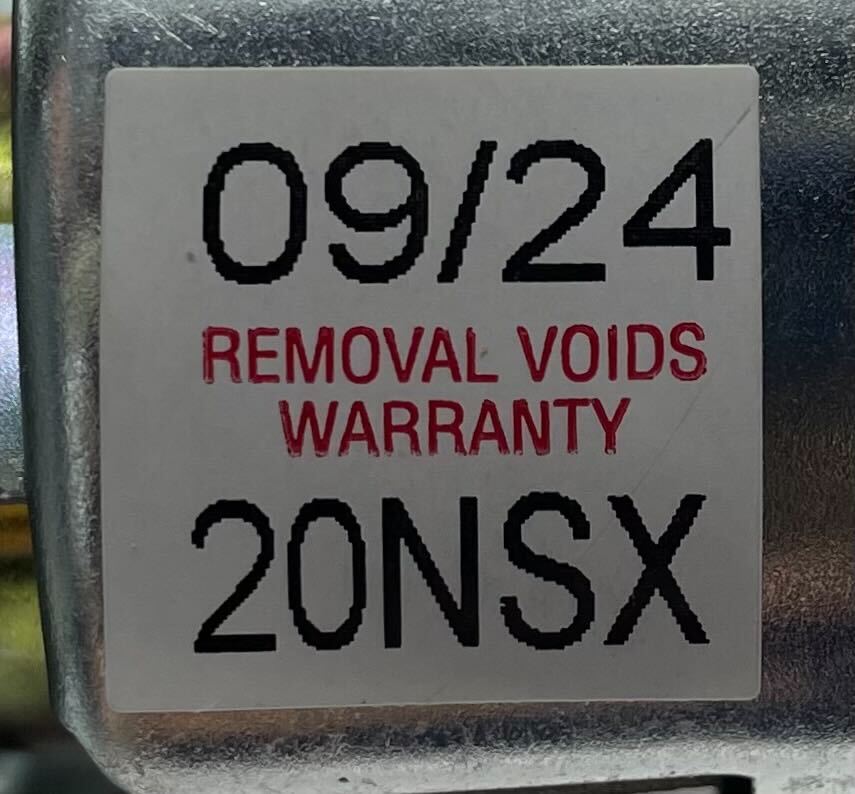 09/24
REMOVAL VOIDS
WARRANTY
20NSX